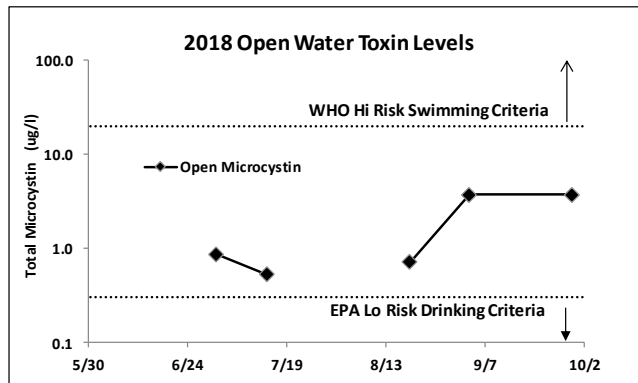 2018 Open Water Toxin Levels
100.0
WHO Hi Risk Swimming Criteria
10.0
Open Microcystin
Total Microcystin (ug/l)
1.0
EPA Lo Risk Drinking Criteria
0.1
5/30 6/24 7/19 8/13 9/7 10/2